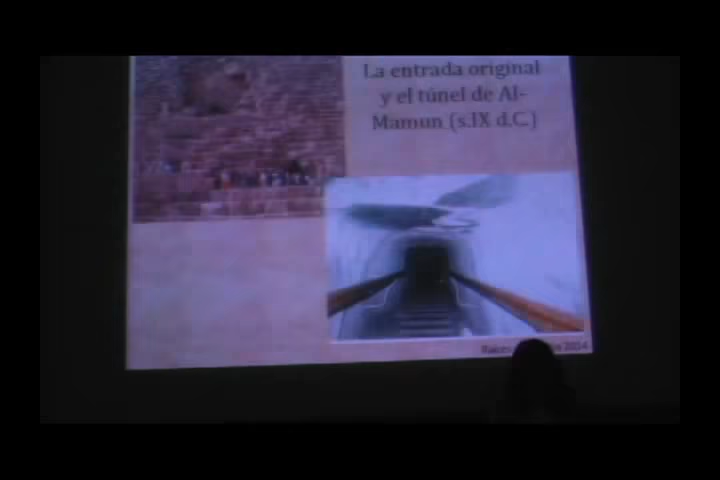 La entrada original
y el túnel de Al-
Mamun (s.IX d.C.)
2014